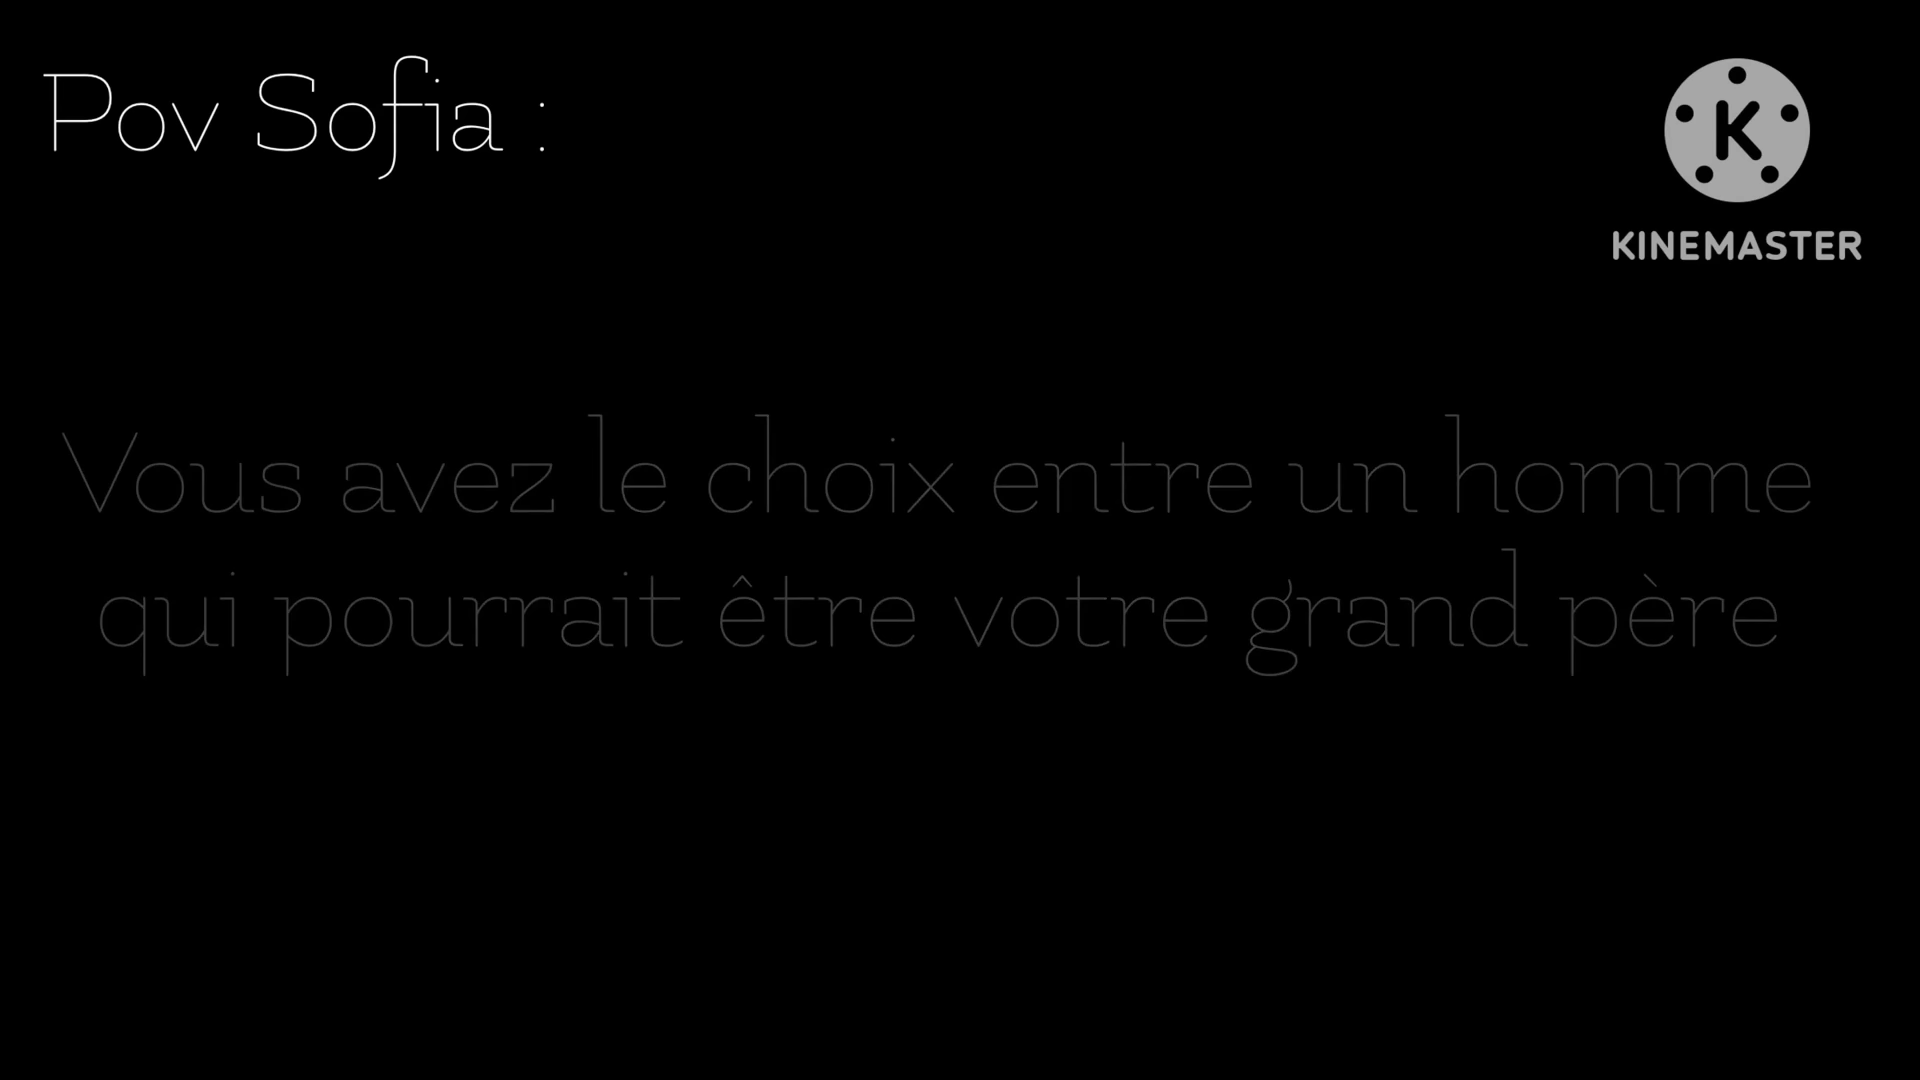 Pov Sofia :
KINEMASTER
Vous avez le choix entre un homme
qui pourrait être votre grand père